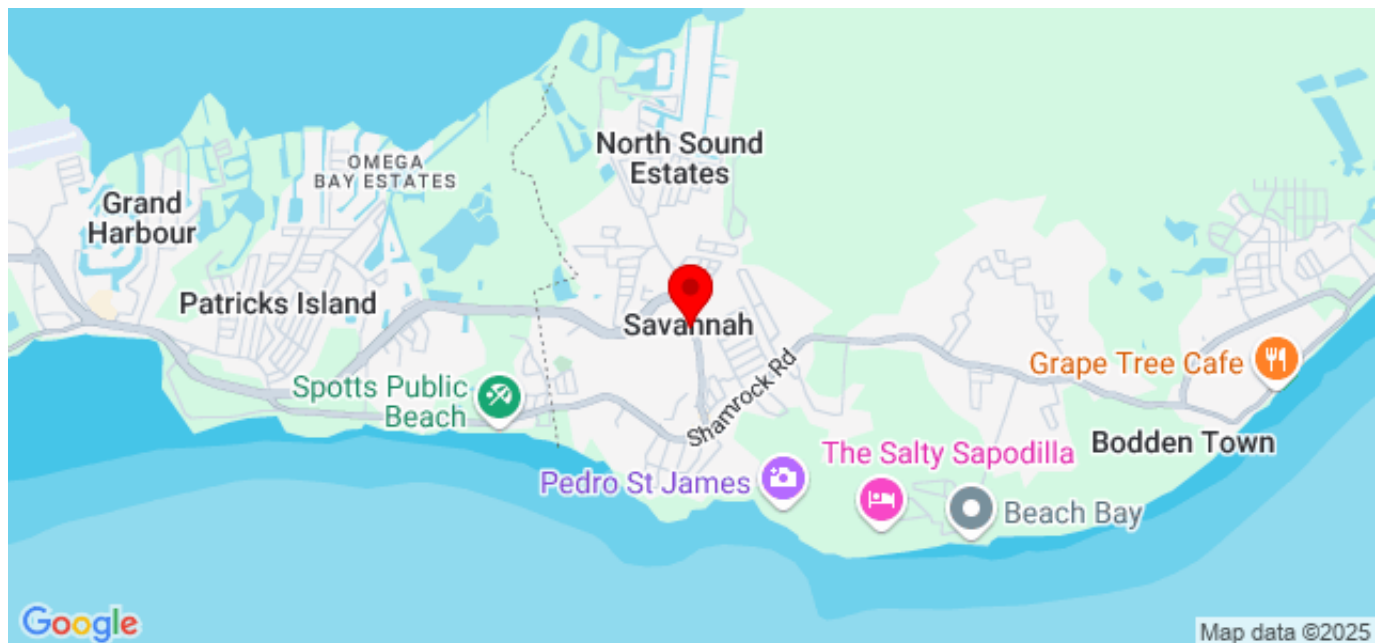 North Sound
Estates
OMEGA
BAY ESTATES
Grand
Harbour
Patricks Island
Savannah
Spotts Public
Beach
Shamrock Rd
Grape Tree Cafe
Bodden Town
The Salty Sapodilla
Pedro St James
Beach Bay
Google
Map data ©2025